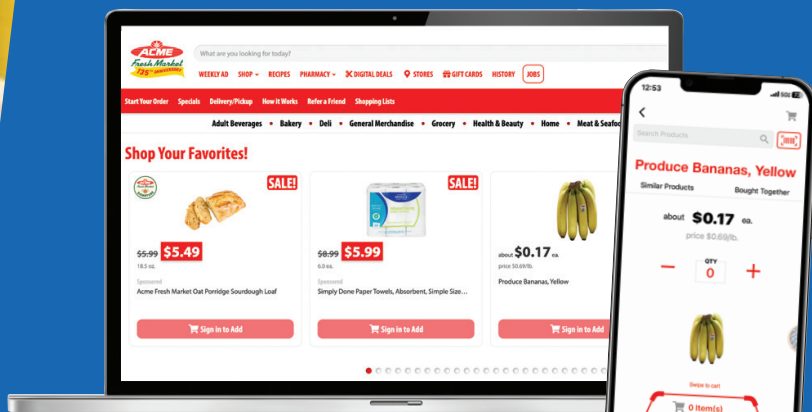 ACME
Fresh Market
135TH ANNIVERSARY
What are you looking for today?
WEEKLY AD SHOP RECIPES PHARMACY DIGITAL DEALS STORES GIFT CARDS HISTORY JOBS
Start Your Order Specials Delivery/Pickup How it Works Refer a Friend Shopping Lists
Adult Beverages • Bakery • Deli • General Merchandise • Grocery • Health & Beauty • Home • Meat & Seafoo
Shop Your Favorites!
SALE!
$5.99 $5.49
18.5 oz.
Sponsored
Acme Fresh Market Oat Porridge Sourdough Loaf
Sign in to Add
SALE!
$8.99 $5.99
6.0 ea.
Sponsored
Simply Done Paper Towels, Absorbent, Simple Size...
Sign in to Add
about $0.17 ea.
price $0.69/lb.
Produce Bananas, Yellow
Sign in to Add
12:53
Search Products
Produce Bananas, Yellow
Similar Products Bought Together
about $0.17 ea.
price $0.69/lb.
QTY
− 0 +
Swipe to cart
0 item(s)